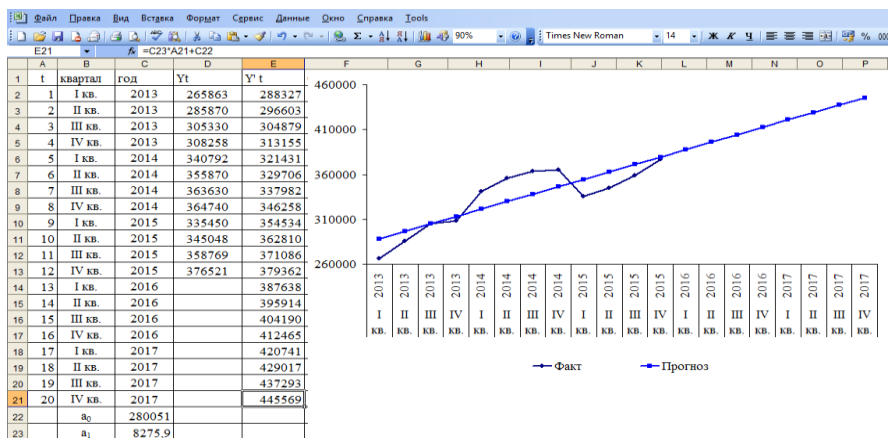 Файл Правка Вид Вставка Формат Сервис Данные Окно Справка Tools
90% Times New Roman 14 Ж К Ч % 000
E21 fx =C23*A21+C22
A B C D E F G H I J K L M N O P
1 t квартал год Yt Y' t
2 1 I кв. 2013 265863 288327
3 2 II кв. 2013 285870 296603
4 3 III кв. 2013 305330 304879
5 4 IV кв. 2013 308258 313155
6 5 I кв. 2014 340792 321431
7 6 II кв. 2014 355870 329706
8 7 III кв. 2014 363630 337982
9 8 IV кв. 2014 364740 346258
10 9 I кв. 2015 335450 354534
11 10 II кв. 2015 345048 362810
12 11 III кв. 2015 358769 371086
13 12 IV кв. 2015 376521 379362
14 13 I кв. 2016 387638
15 14 II кв. 2016 395914
16 15 III кв. 2016 404190
17 16 IV кв. 2016 412465
18 17 I кв. 2017 420741
19 18 II кв. 2017 429017
20 19 III кв. 2017 437293
21 20 IV кв. 2017 445569
22 a₀ 280051
23 a₁ 8275,9
460000
410000
360000
310000
260000
2013 2013 2013 2013 2014 2014 2014 2014 2015 2015 2015 2015 2016 2016 2016 2016 2017 2017 2017 2017
I II III IV I II III IV I II III IV I II III IV I II III IV
кв. кв. кв. кв. кв. кв. кв. кв. кв. кв. кв. кв. кв. кв. кв. кв. кв. кв. кв. кв.
Факт Прогноз